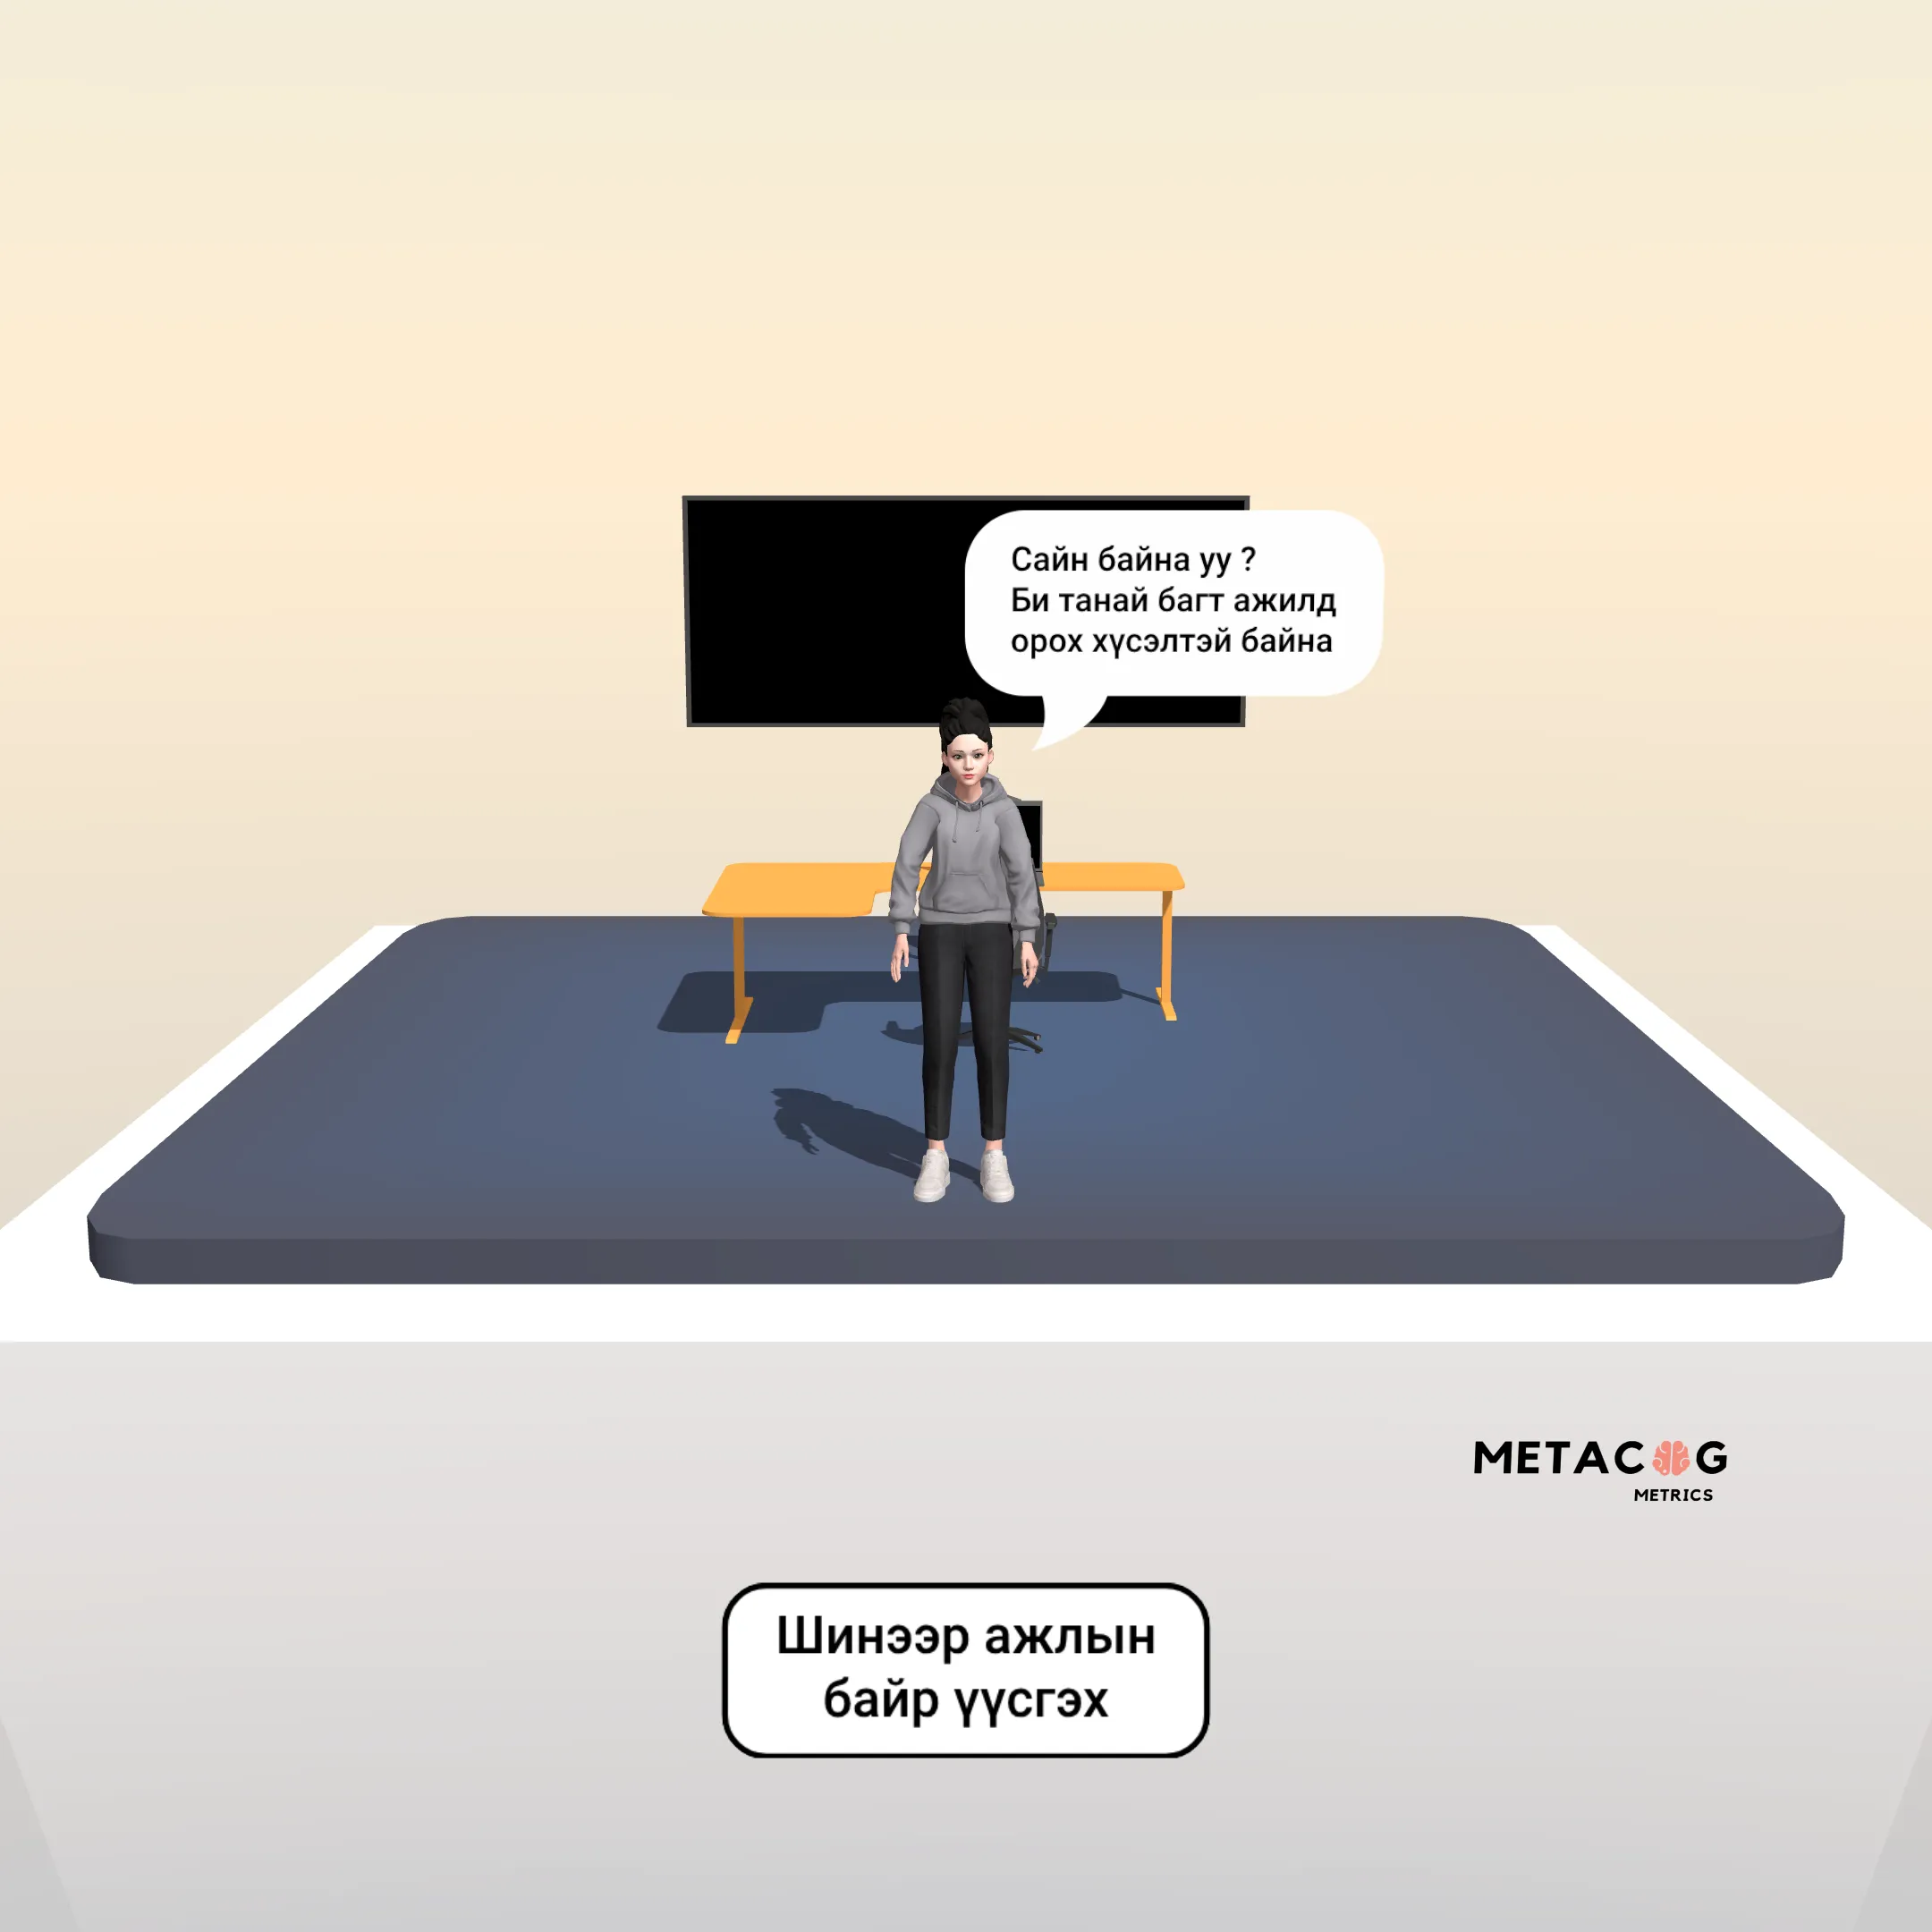 Сайн байна уу ?
Би танай багт ажилд
орох хүсэлтэй байна
METACOG
METRICS
Шинээр ажлын
байр үүсгэх